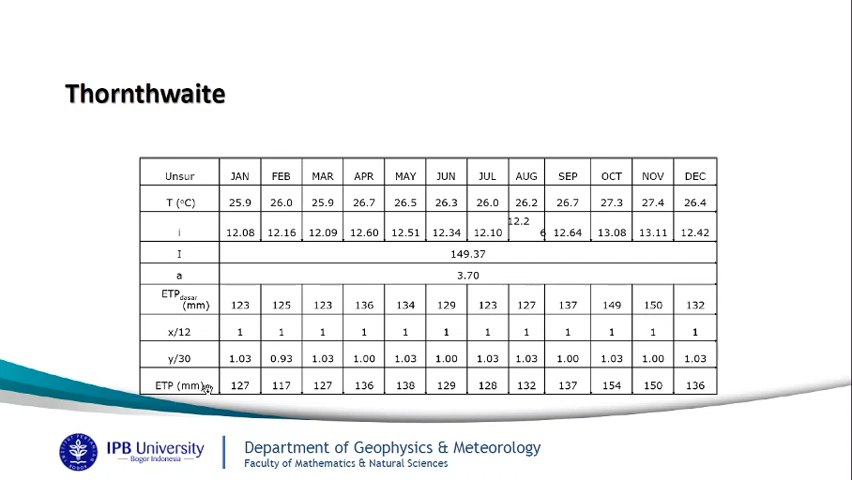 Thornthwaite
Unsur JAN FEB MAR APR MAY JUN JUL AUG SEP OCT NOV DEC
T (°C) 25.9 26.0 25.9 26.7 26.5 26.3 26.0 26.2 26.7 27.3 27.4 26.4
i 12.08 12.16 12.09 12.60 12.51 12.34 12.10 12.26 12.64 13.08 13.11 12.42
I 149.37
a 3.70
ETPdasar (mm) 123 125 123 136 134 129 123 127 137 149 150 132
x/12 1 1 1 1 1 1 1 1 1 1 1 1
y/30 1.03 0.93 1.03 1.00 1.03 1.00 1.03 1.03 1.00 1.03 1.00 1.03
ETP (mm) 127 117 127 136 138 129 128 132 137 154 150 136
IPB University
Bogor Indonesia
Department of Geophysics & Meteorology
Faculty of Mathematics & Natural Sciences